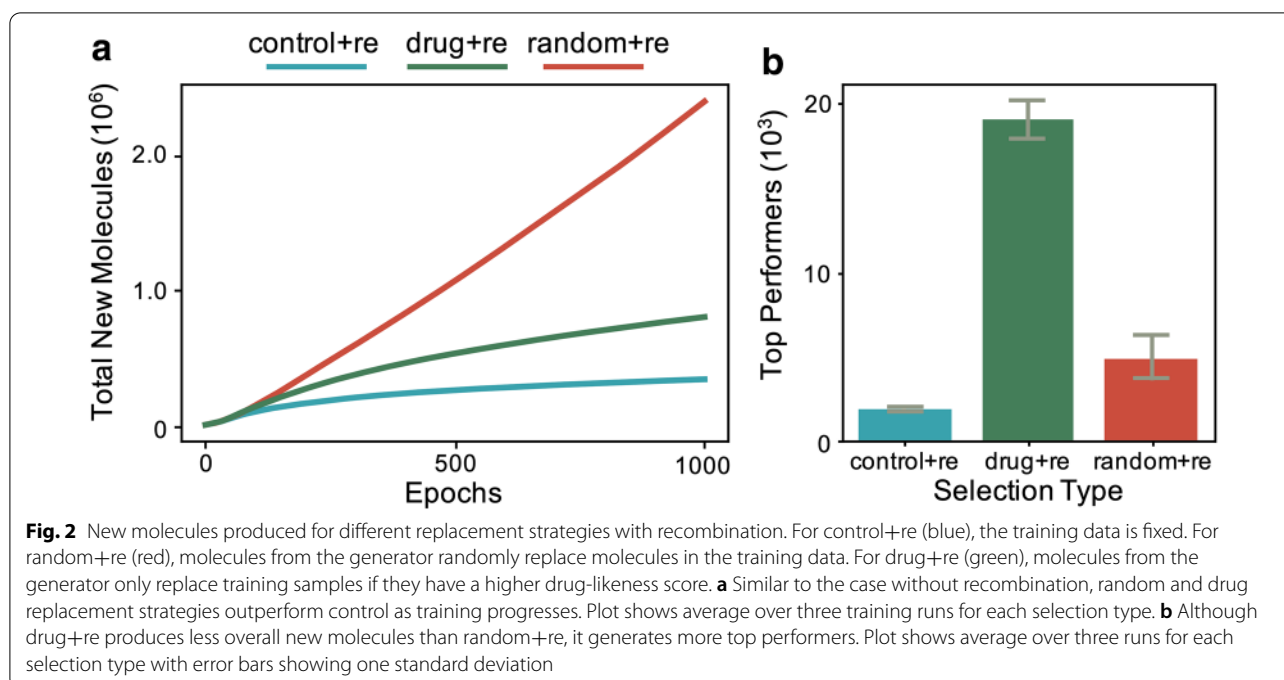 a
control+re drug+re random+re
Total New Molecules (10⁶)
2.0
1.0
0
0 500 1000
Epochs
b
Top Performers (10³)
20
10
0
control+re drug+re random+re
Selection Type
Fig. 2 New molecules produced for different replacement strategies with recombination. For control+re (blue), the training data is fixed. For
random+re (red), molecules from the generator randomly replace molecules in the training data. For drug+re (green), molecules from the
generator only replace training samples if they have a higher drug-likeness score. a Similar to the case without recombination, random and drug
replacement strategies outperform control as training progresses. Plot shows average over three training runs for each selection type. b Although
drug+re produces less overall new molecules than random+re, it generates more top performers. Plot shows average over three runs for each
selection type with error bars showing one standard deviation